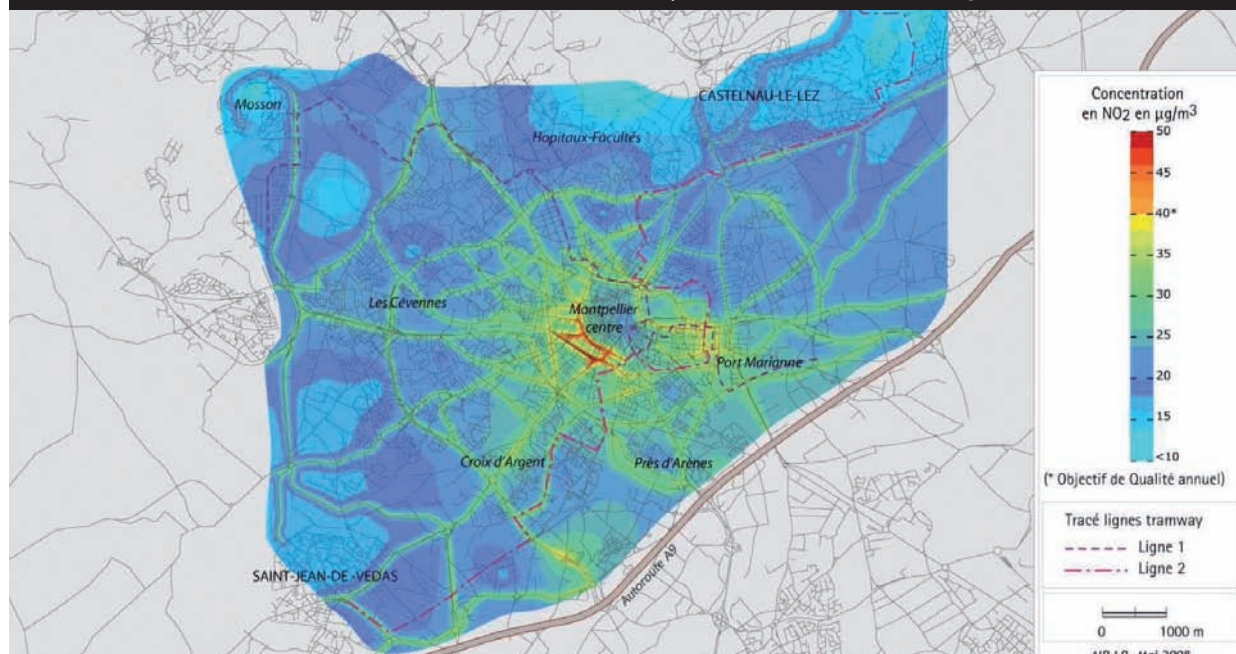 Mosson
CASTELNAU-LE-LEZ
Hopitaux-Facultés
Les Cévennes
Montpellier
centre
Port Marianne
Croix d'Argent
Près d'Arènes
SAINT-JEAN-DE-VEDAS
Autoroute A9
Concentration
en NO2 en µg/m3
50
45
40*
35
30
25
20
15
<10
(* Objectif de Qualité annuel)
Tracé lignes tramway
Ligne 1
Ligne 2
0 1000 m